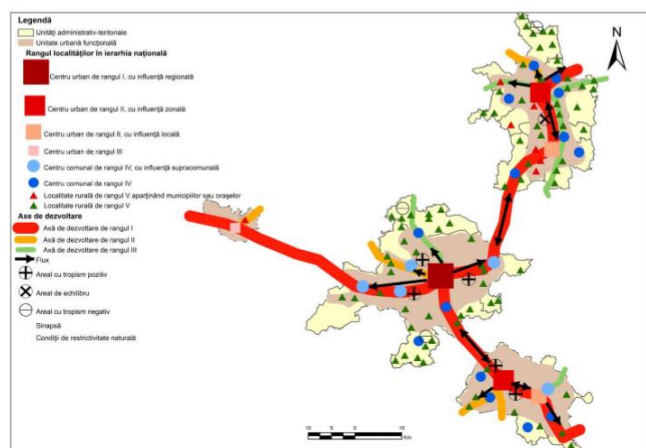 Legendă
Unități administrativ-teritoriale
Unitate urbană funcțională
Rangul localităților în ierarhia națională
Centru urban de rangul I, cu influență regională
Centru urban de rangul II, cu influență zonală
Centru urban de rangul II, cu influență locală
Centru urban de rangul III
Centru comunal de rangul IV, cu influență supracomunală
Centru comunal de rangul IV
Localitate rurală de rangul V aparținând municipiilor sau orașelor
Localitate rurală de rangul V
Axe de dezvoltare
Axă de dezvoltare de rangul I
Axă de dezvoltare de rangul II
Axă de dezvoltare de rangul III
Flux
Areal cu tropism pozitiv
Areal de echilibru
Areal cu tropism negativ
Sinapsă
Condiții de restrictivitate naturală
N
10 5 0 10
Km